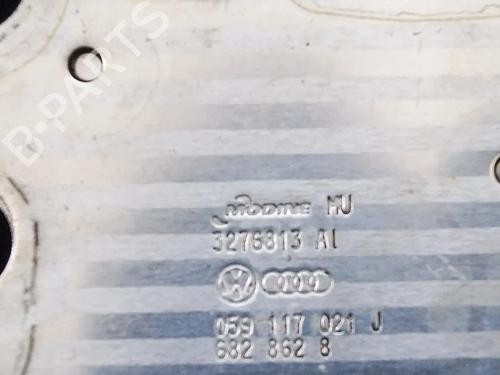 B-PARTS
MODINE MU
3276813 AI
059 117 021 J
682 862 8